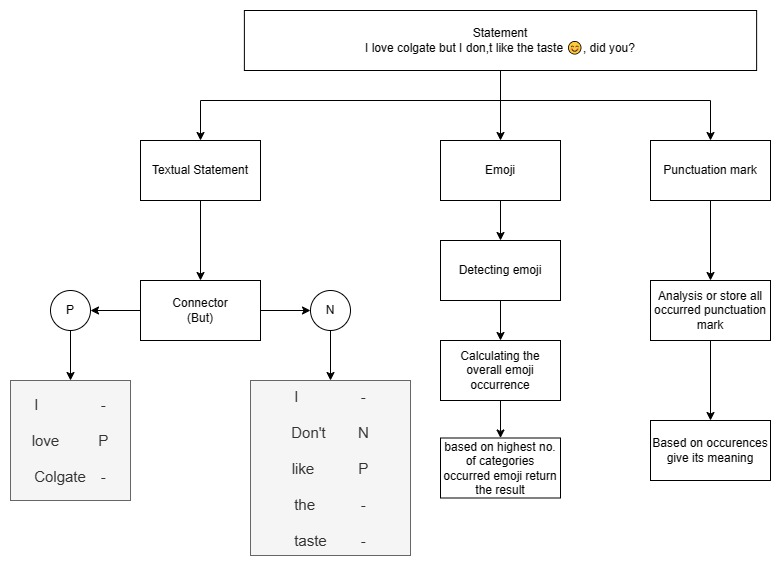 Statement
I love colgate but I don,t like the taste 😊, did you?
Textual Statement
Emoji
Punctuation mark
Detecting emoji
P
Connector
(But)
N
Analysis or store all
occurred punctuation
mark
Calculating the
overall emoji
occurrence
I -
love P
Colgate -
I -
Don't N
like P
the -
taste -
based on highest no.
of categories
occurred emoji return
the result
Based on occurences
give its meaning